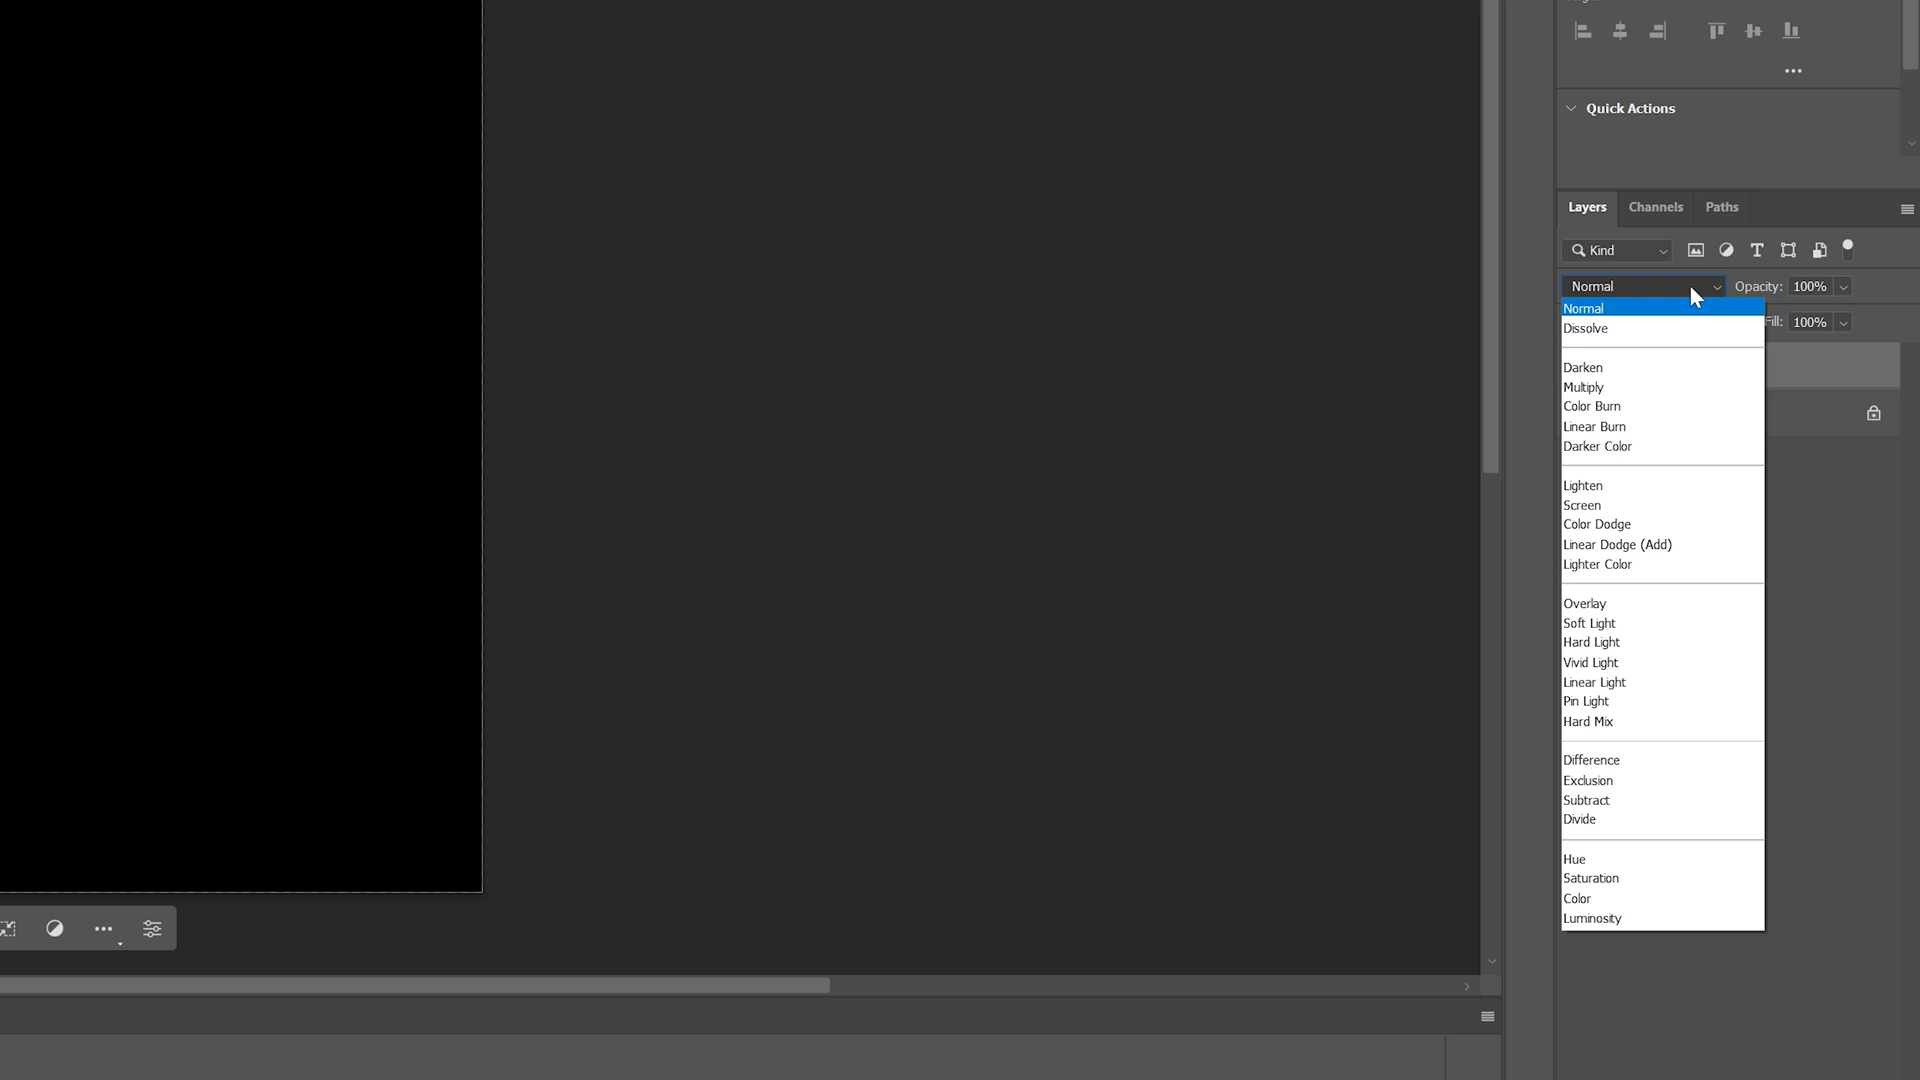 Quick Actions
Layers Channels Paths
Kind
Normal Opacity: 100%
Normal
Fill: 100%
Dissolve
Darken
Multiply
Color Burn
Linear Burn
Darker Color
Lighten
Screen
Color Dodge
Linear Dodge (Add)
Lighter Color
Overlay
Soft Light
Hard Light
Vivid Light
Linear Light
Pin Light
Hard Mix
Difference
Exclusion
Subtract
Divide
Hue
Saturation
Color
Luminosity